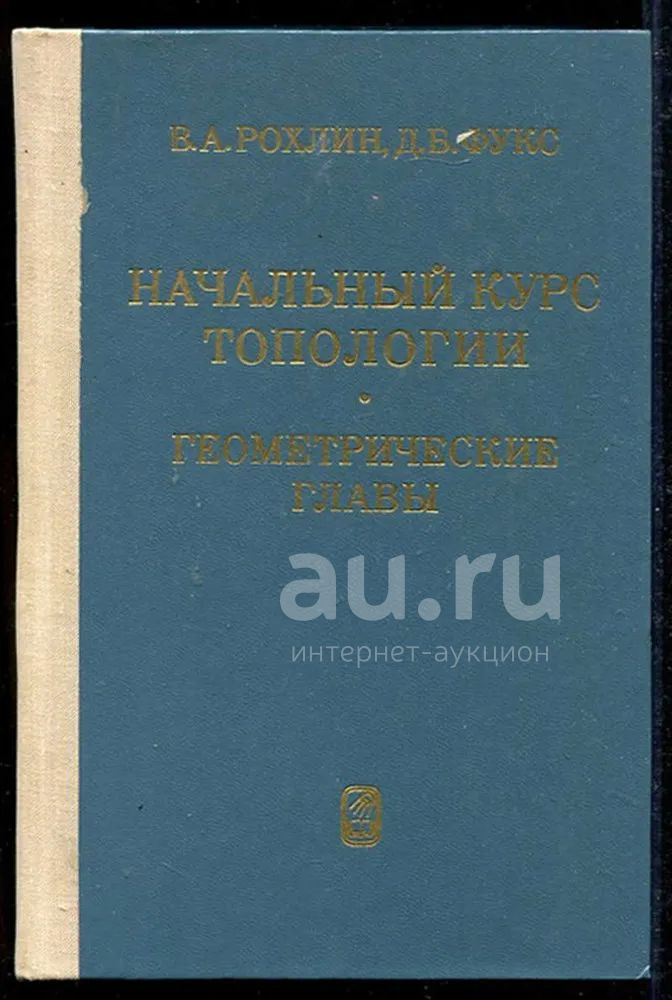 В. А. РОХЛИН, Д. Б. ФУКС
НАЧАЛЬНЫЙ КУРС
ТОПОЛОГИИ
ГЕОМЕТРИЧЕСКИЕ
ГЛАВЫ
au.ru
интернет-аукцион